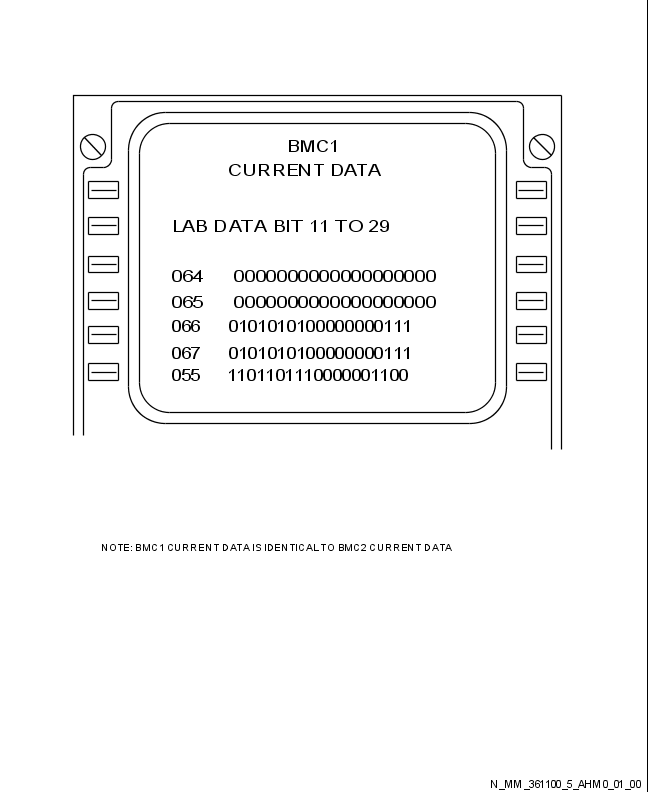 BMC1
CURRENT DATA
LAB DATA BIT 11 TO 29
064 0000000000000000000
065 0000000000000000000
066 0101010100000000111
067 0101010100000000111
055 1101101110000001100
NOTE: BMC1 CURRENT DATA IS IDENTICAL TO BMC2 CURRENT DATA
N_MM_361100_5_AHM0_01_00